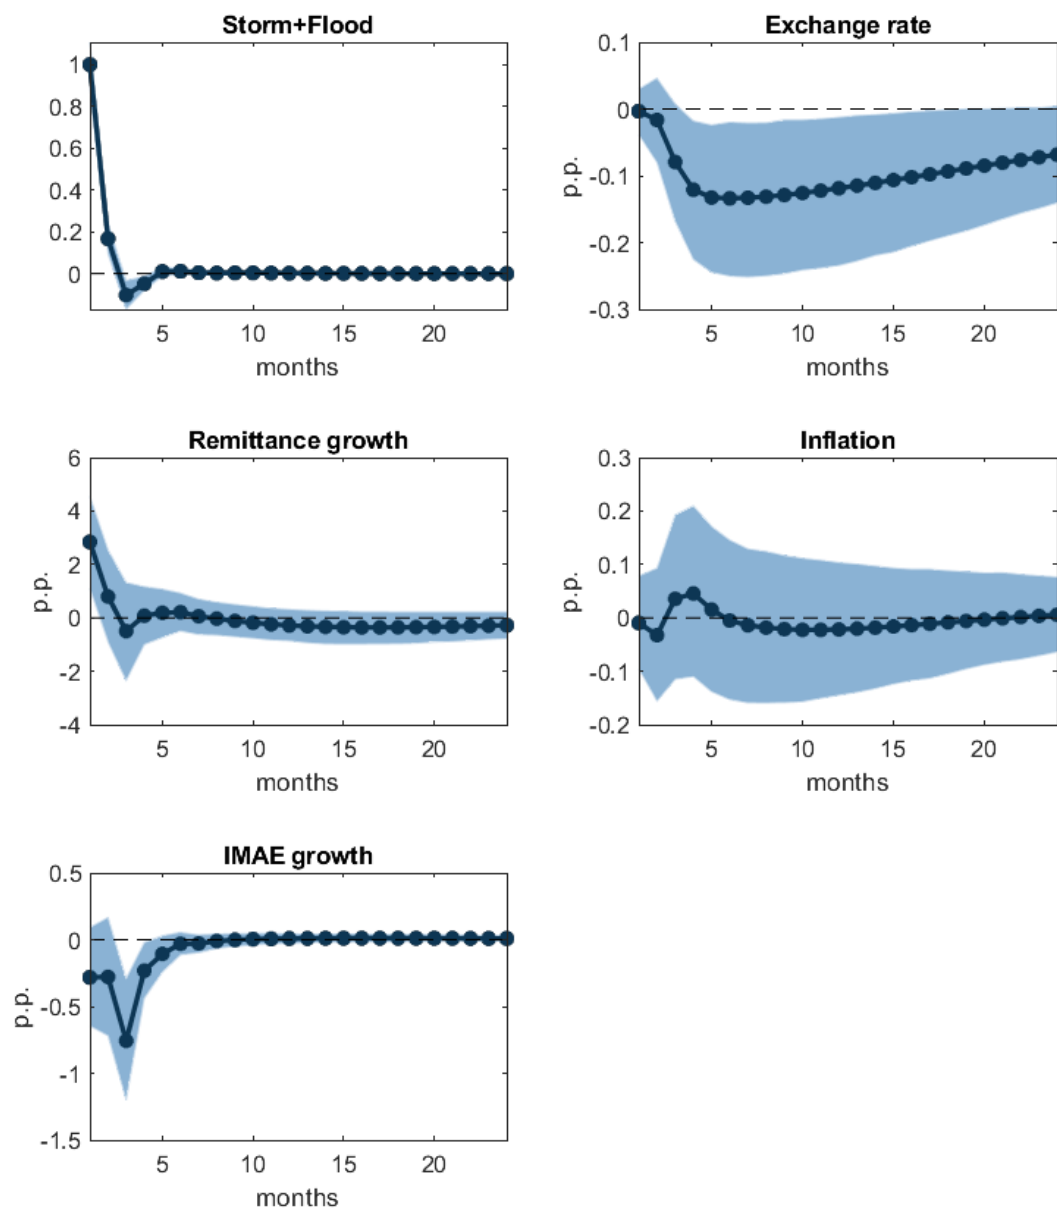 Storm+Flood
1
0.8
0.6
0.4
0.2
0
5 10 15 20
months
Exchange rate
p.p.
0.1
0
-0.1
-0.2
-0.3
5 10 15 20
months
Remittance growth
p.p.
6
4
2
0
-2
-4
5 10 15 20
months
Inflation
p.p.
0.3
0.2
0.1
0
-0.1
-0.2
5 10 15 20
months
IMAE growth
p.p.
0.5
0
-0.5
-1
-1.5
5 10 15 20
months